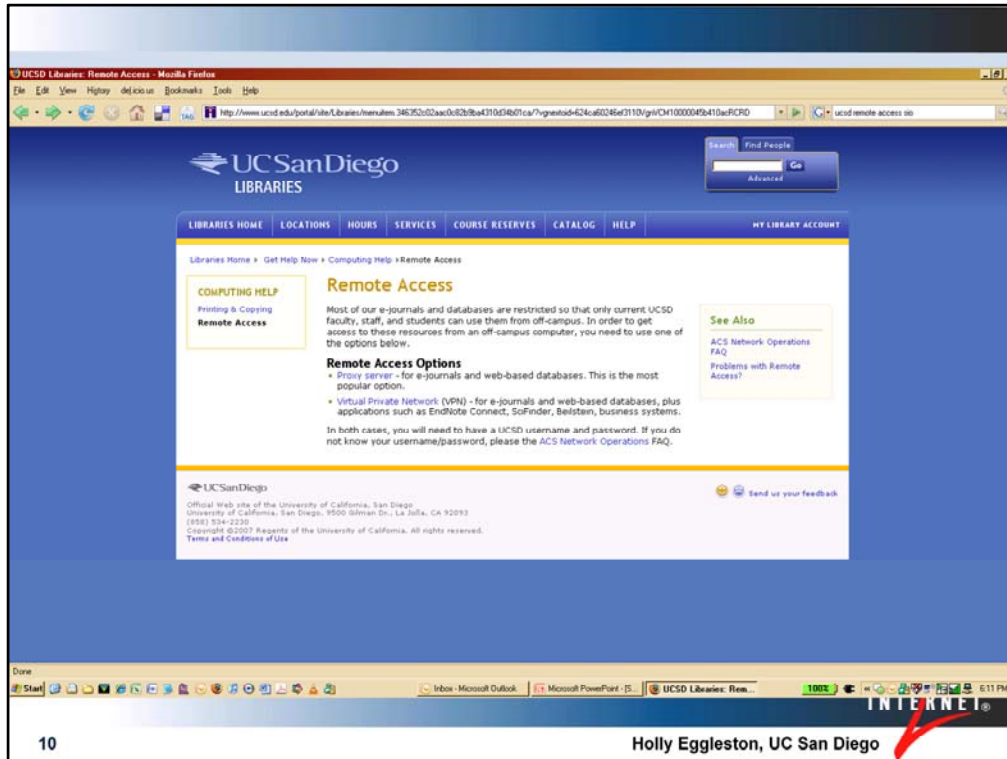 UCSD Libraries: Remote Access - Mozilla Firefox
File Edit View History del.icio.us Bookmarks Tools Help
TAG
ucsd remote access sio
UC San Diego
LIBRARIES
Search Find People
Go
Advanced
LIBRARIES HOME LOCATIONS HOURS SERVICES COURSE RESERVES CATALOG HELP MY LIBRARY ACCOUNT
Libraries Home Get Help Now Computing Help Remote Access
COMPUTING HELP
Printing & Copying
Remote Access
Remote Access
Most of our e-journals and databases are restricted so that only current UCSD
faculty, staff, and students can use them from off-campus. In order to get
access to these resources from an off-campus computer, you need to use one of
the options below.
Remote Access Options
• Proxy server - for e-journals and web-based databases. This is the most
popular option.
• Virtual Private Network (VPN) - for e-journals and web-based databases, plus
applications such as EndNote Connect, SciFinder, Beilstein, business systems.
In both cases, you will need to have a UCSD username and password. If you do
not know your username/password, please the ACS Network Operations FAQ.
See Also
ACS Network Operations
FAQ
Problems with Remote
Access?
UCSanDiego
Official Web site of the University of California, San Diego
University of California, San Diego, 9500 Gilman Dr., La Jolla, CA 92093
(858) 534-2230
Copyright ©2007 Regents of the University of California. All rights reserved.
Terms and Conditions of Use
Send us your feedback
Done
Start
Inbox - Microsoft Outlook
Microsoft PowerPoint - [S...
UCSD Libraries: Rem...
100%
6:11 PM
INTERNET®
10
Holly Eggleston, UC San Diego